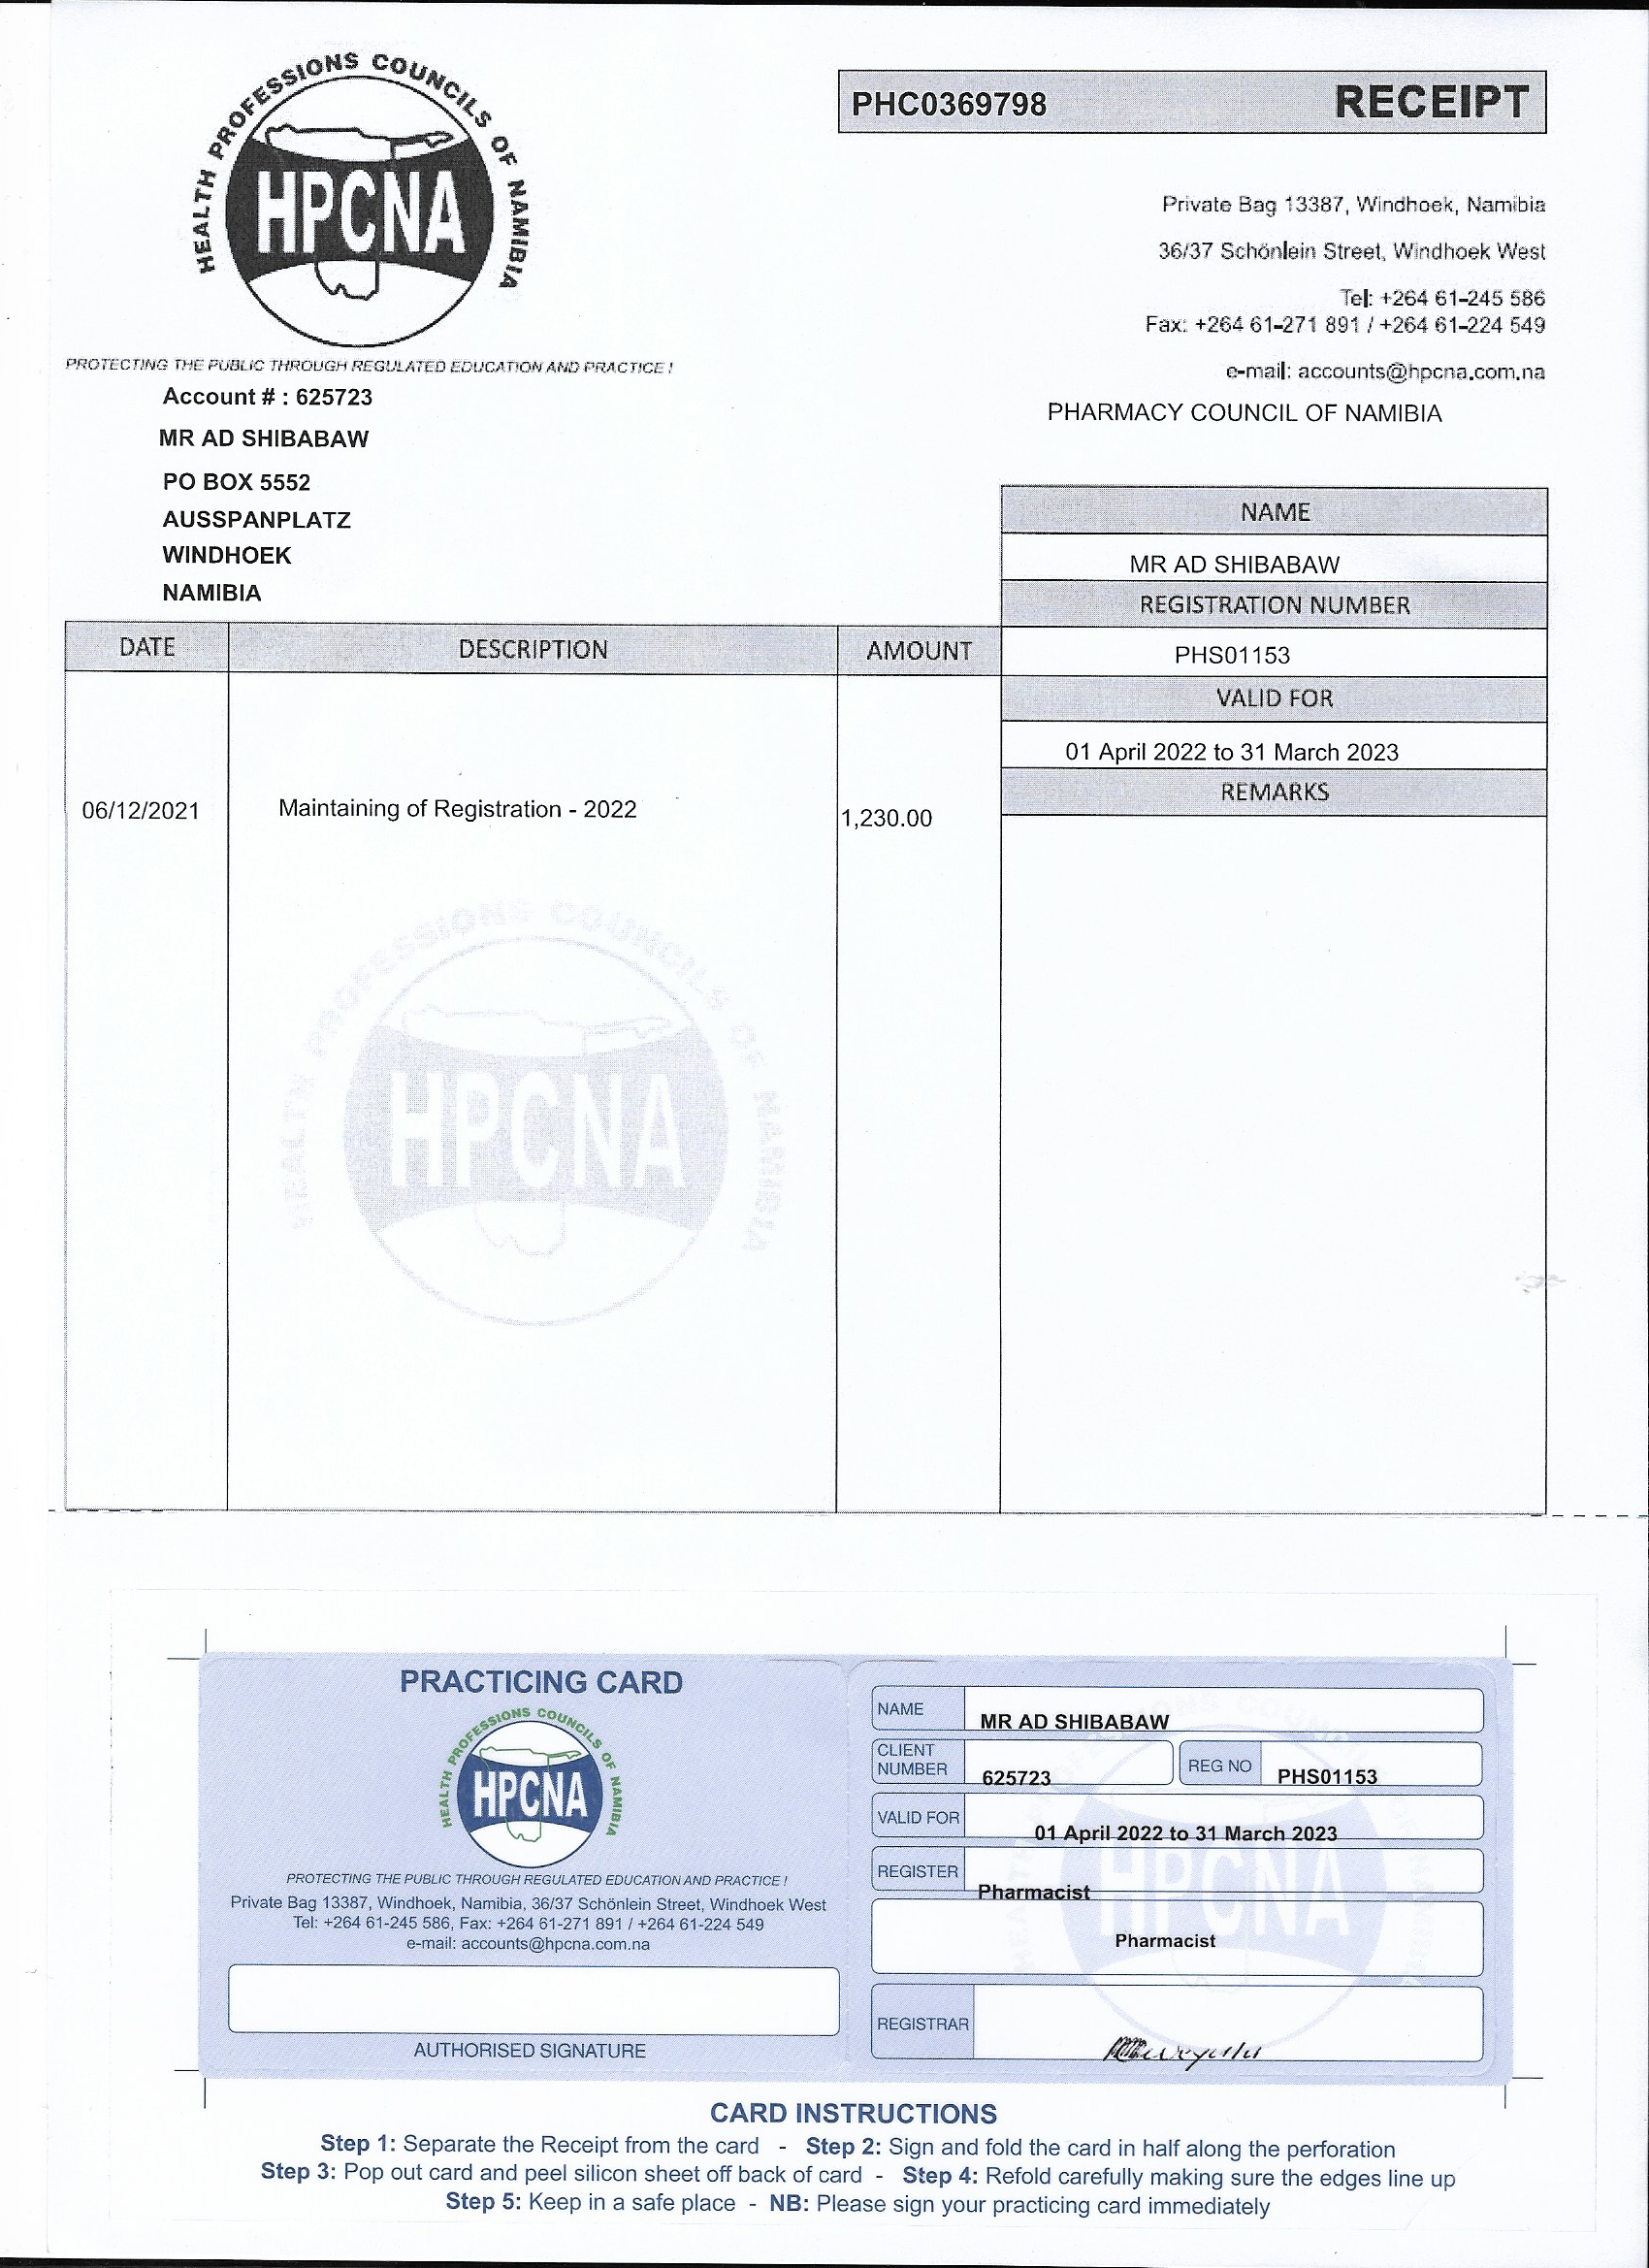 HEALTH PROFESSIONS COUNCILS OF NAMIBIA
HPCNA
PROTECTING THE PUBLIC THROUGH REGULATED EDUCATION AND PRACTICE !
PHC0369798 RECEIPT
Private Bag 13387, Windhoek, Namibia
36/37 Schönlein Street, Windhoek West
Tel: +264 61-245 586
Fax: +264 61-271 891 / +264 61-224 549
e-mail: accounts@hpcna.com.na
PHARMACY COUNCIL OF NAMIBIA
Account # : 625723
MR AD SHIBABAW
PO BOX 5552
AUSSPANPLATZ
WINDHOEK
NAMIBIA
NAME
MR AD SHIBABAW
REGISTRATION NUMBER
PHS01153
VALID FOR
01 April 2022 to 31 March 2023
REMARKS
DATE DESCRIPTION AMOUNT
06/12/2021 Maintaining of Registration - 2022 1,230.00
HEALTH PROFESSIONS COUNCILS OF NAMIBIA
HPCNA
PRACTICING CARD
HEALTH PROFESSIONS COUNCILS OF NAMIBIA
HPCNA
PROTECTING THE PUBLIC THROUGH REGULATED EDUCATION AND PRACTICE !
Private Bag 13387, Windhoek, Namibia, 36/37 Schönlein Street, Windhoek West
Tel: +264 61-245 586, Fax: +264 61-271 891 / +264 61-224 549
e-mail: accounts@hpcna.com.na
AUTHORISED SIGNATURE
NAME MR AD SHIBABAW
CLIENT NUMBER 625723 REG NO PHS01153
VALID FOR 01 April 2022 to 31 March 2023
REGISTER Pharmacist
Pharmacist
REGISTRAR
HPCNA
CARD INSTRUCTIONS
Step 1: Separate the Receipt from the card - Step 2: Sign and fold the card in half along the perforation
Step 3: Pop out card and peel silicon sheet off back of card - Step 4: Refold carefully making sure the edges line up
Step 5: Keep in a safe place - NB: Please sign your practicing card immediately